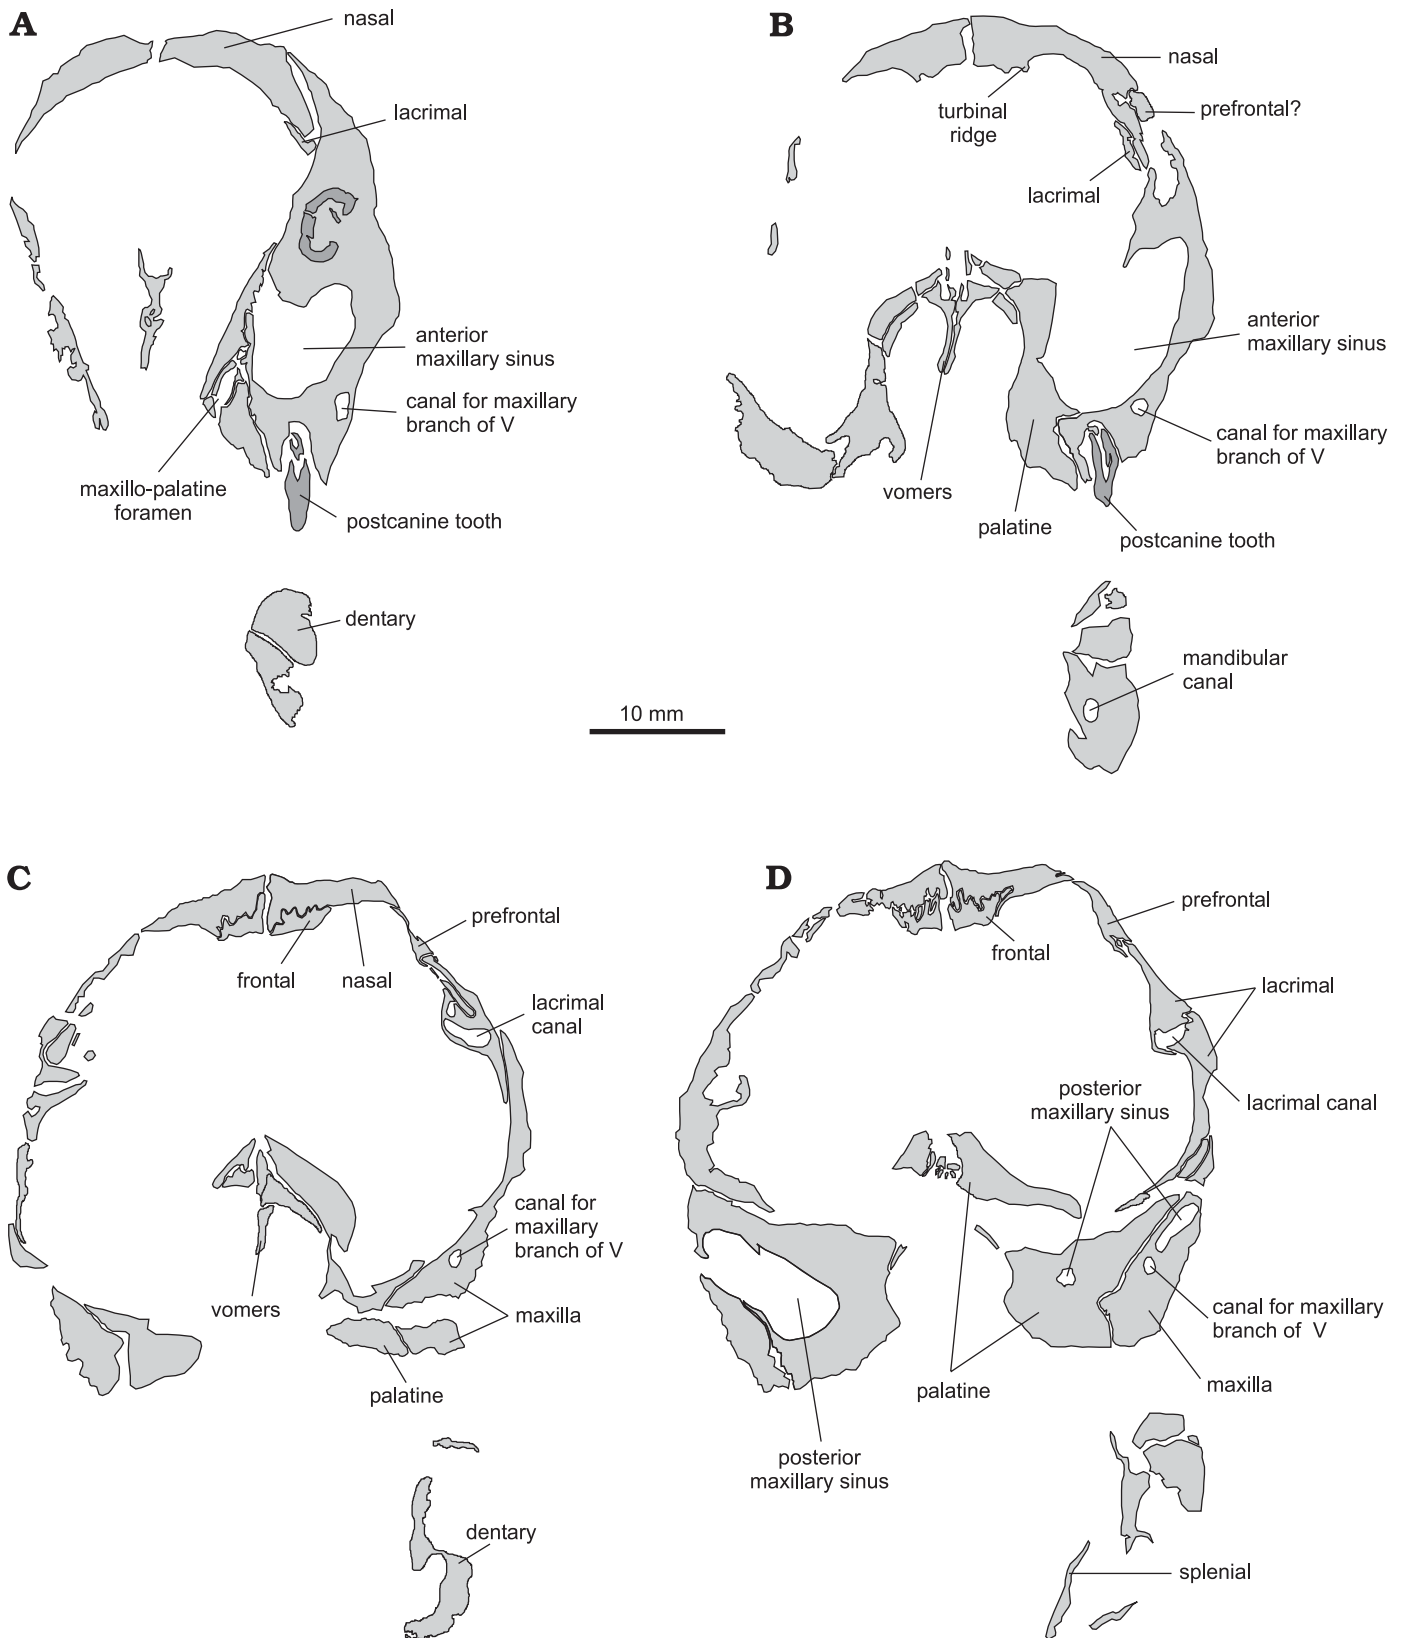 A
nasal
lacrimal
anterior
maxillary sinus
canal for maxillary
branch of V
maxillo-palatine
foramen
postcanine tooth
dentary
B
nasal
turbinal
ridge
prefrontal?
lacrimal
anterior
maxillary sinus
canal for maxillary
branch of V
vomers
palatine
postcanine tooth
mandibular
canal
10 mm
C
prefrontal
frontal
nasal
lacrimal
canal
canal for
maxillary
branch of V
vomers
maxilla
palatine
dentary
D
prefrontal
frontal
lacrimal
posterior
maxillary sinus
lacrimal canal
canal for maxillary
branch of V
palatine
maxilla
posterior
maxillary sinus
splenial